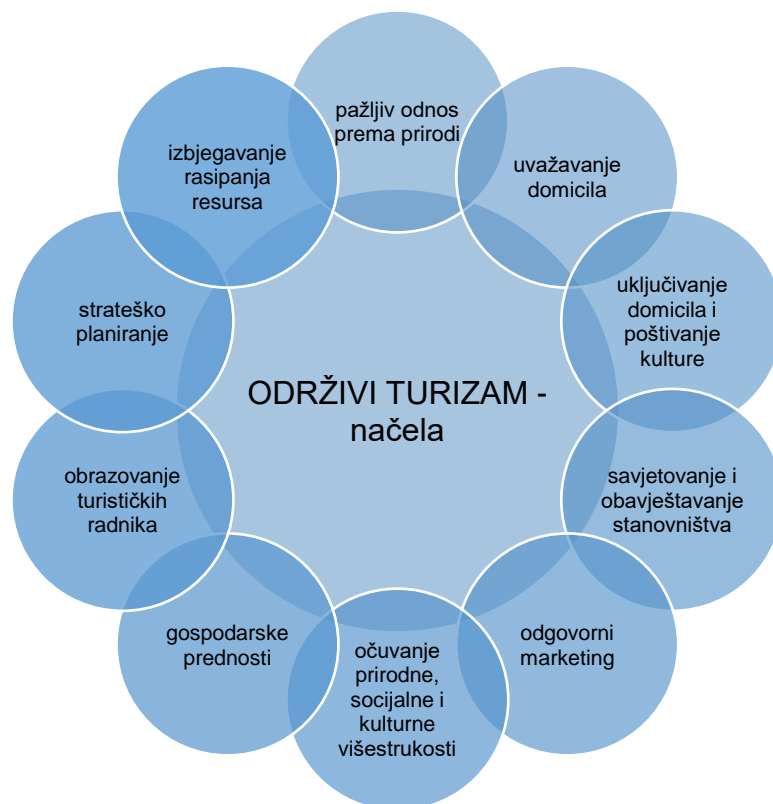 pažljiv odnos
prema prirodi
uvažavanje
domicila
uključivanje
domicila i
poštivanje
kulture
savjetovanje i
obavještavanje
stanovništva
odgovorni
marketing
očuvanje
prirodne,
socijalne i
kulturne
višestrukosti
gospodarske
prednosti
obrazovanje
turističkih
radnika
strateško
planiranje
izbjegavanje
rasipanja
resursa
ODRŽIVI TURIZAM -
načela